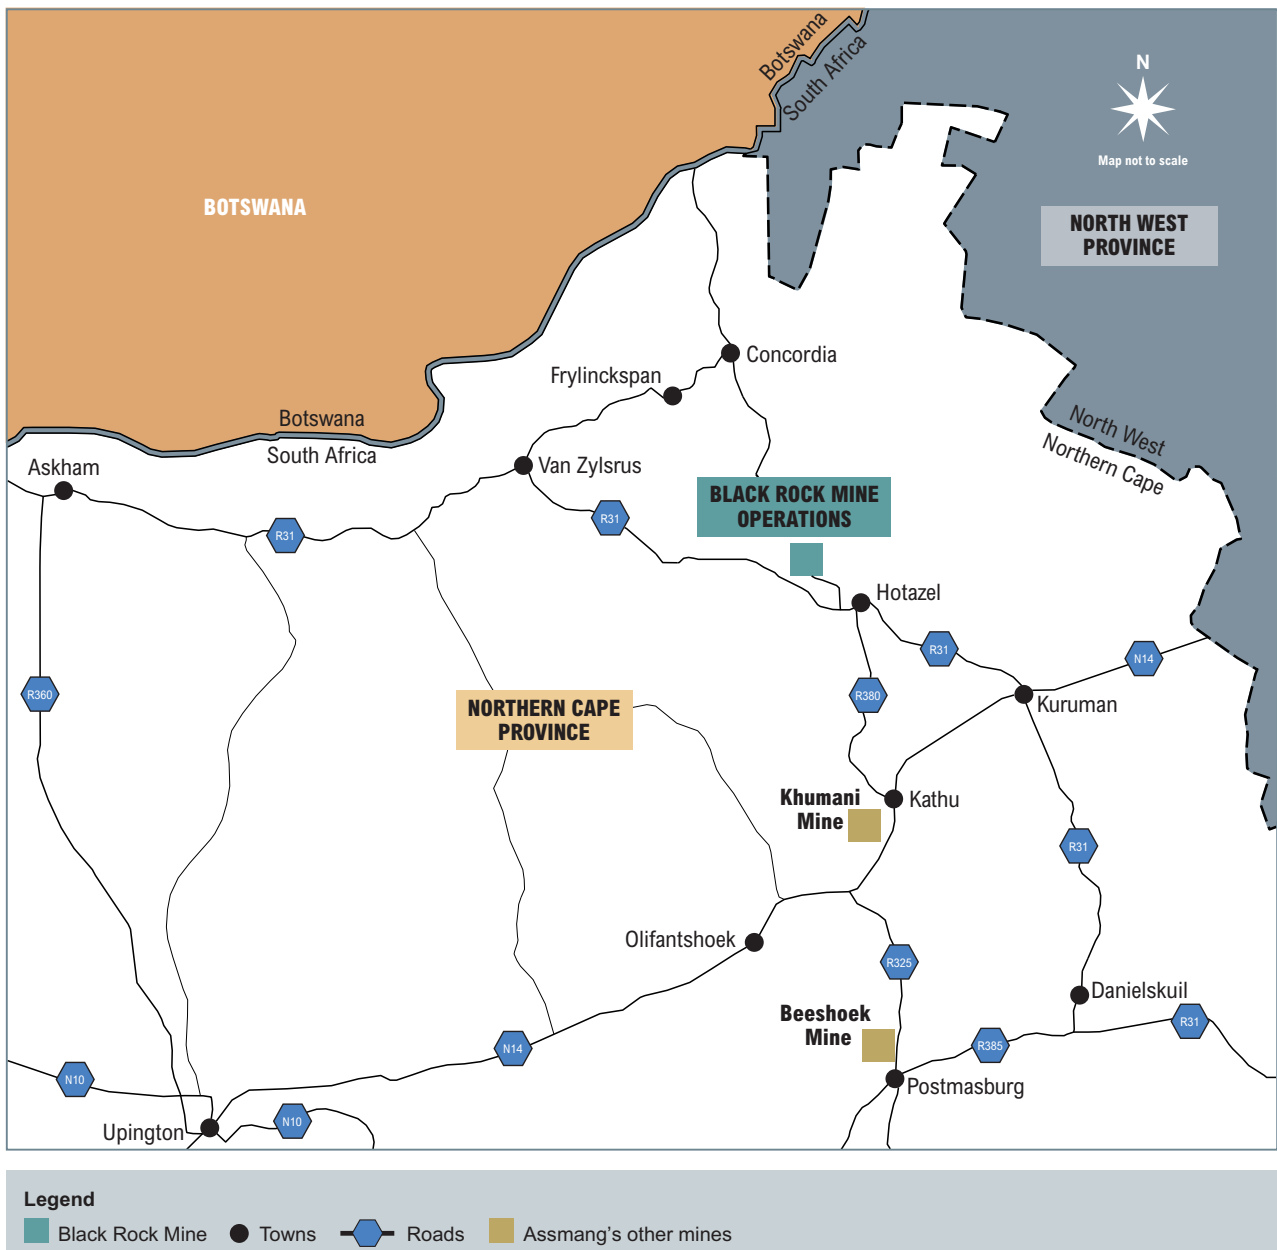 Botswana
South Africa
N
Map not to scale
BOTSWANA
NORTH WEST
PROVINCE
Concordia
Frylinckspan
Botswana
South Africa
North West
Northern Cape
Askham
Van Zylsrus
R31
R31
BLACK ROCK MINE
OPERATIONS
Hotazel
R31
N14
R360
R380
Kuruman
NORTHERN CAPE
PROVINCE
Khumani
Mine
Kathu
R31
Olifantshoek
R325
Danielskuil
Beeshoek
Mine
R31
N14
R385
N10
Postmasburg
Upington
N10
Legend
Black Rock Mine
Towns
Roads
Assmang's other mines